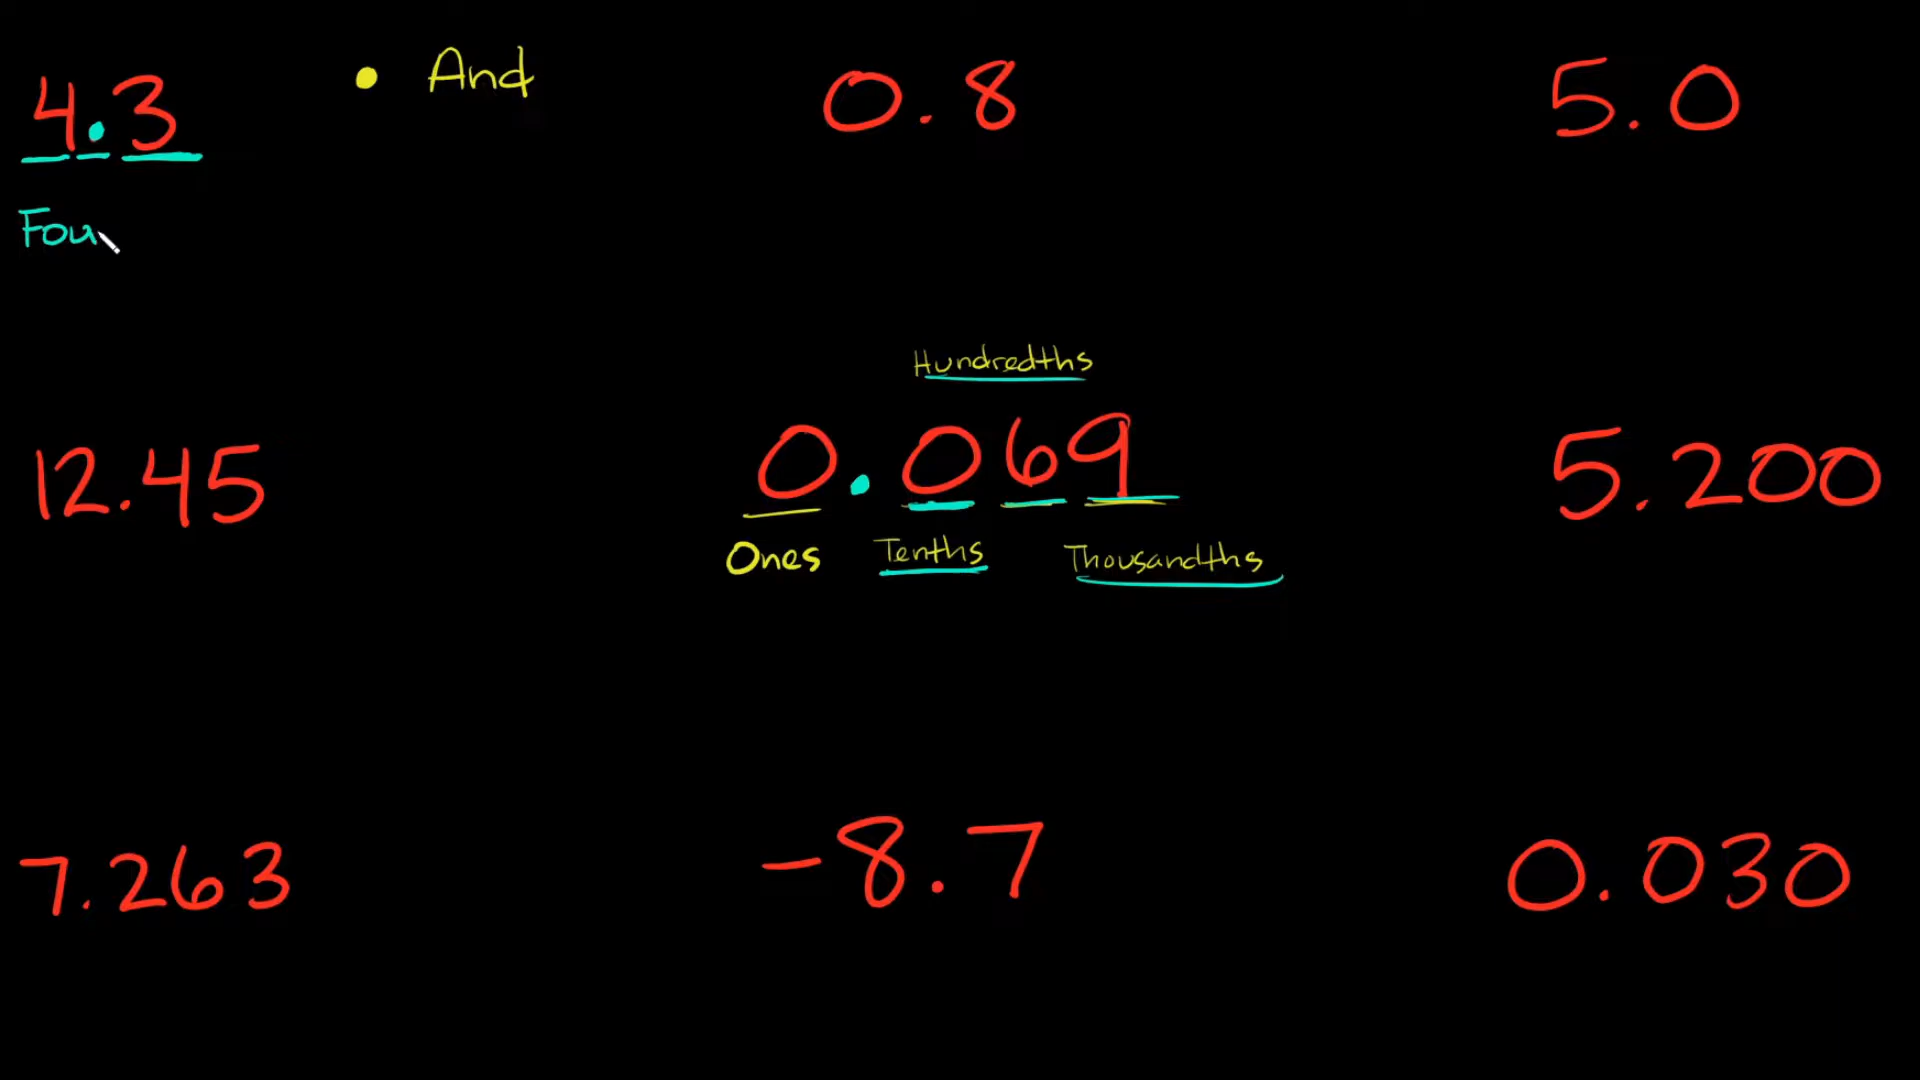 4.3 • And 0.8 5.0
Fou
Hundredths
12.45 0.069 5.200
Ones Tenths Thousandths
7.263 -8.7 0.030